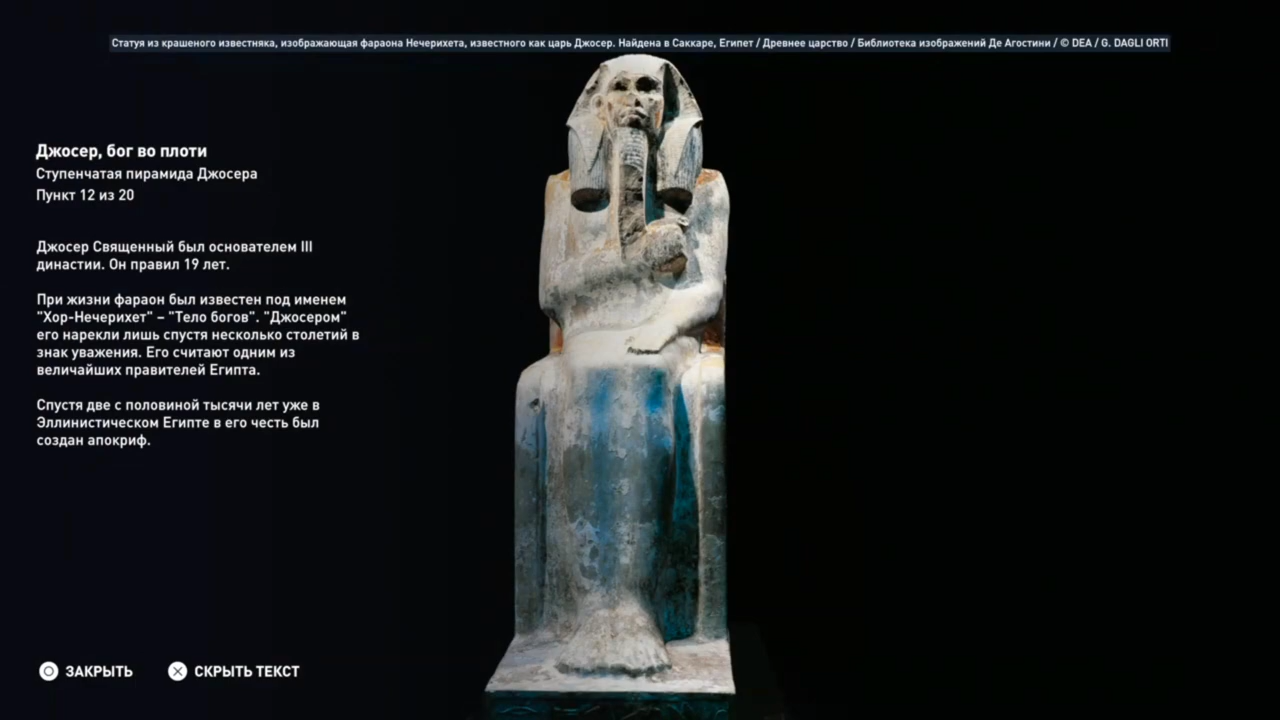 Статуя из крашеного известняка, изображающая фараона Нечерихета, известного как царь Джосер. Найдена в Саккаре, Египет / Древнее царство / Библиотека изображений Де Агостини / © DEA / G. DAGLI ORTI
Джосер, бог во плоти
Ступенчатая пирамида Джосера
Пункт 12 из 20
Джосер Священный был основателем III
династии. Он правил 19 лет.
При жизни фараон был известен под именем
"Хор-Нечерихет" – "Тело богов". "Джосером"
его нарекли лишь спустя несколько столетий в
знак уважения. Его считают одним из
величайших правителей Египта.
Спустя две с половиной тысячи лет уже в
Эллинистическом Египте в его честь был
создан апокриф.
ЗАКРЫТЬ СКРЫТЬ ТЕКСТ